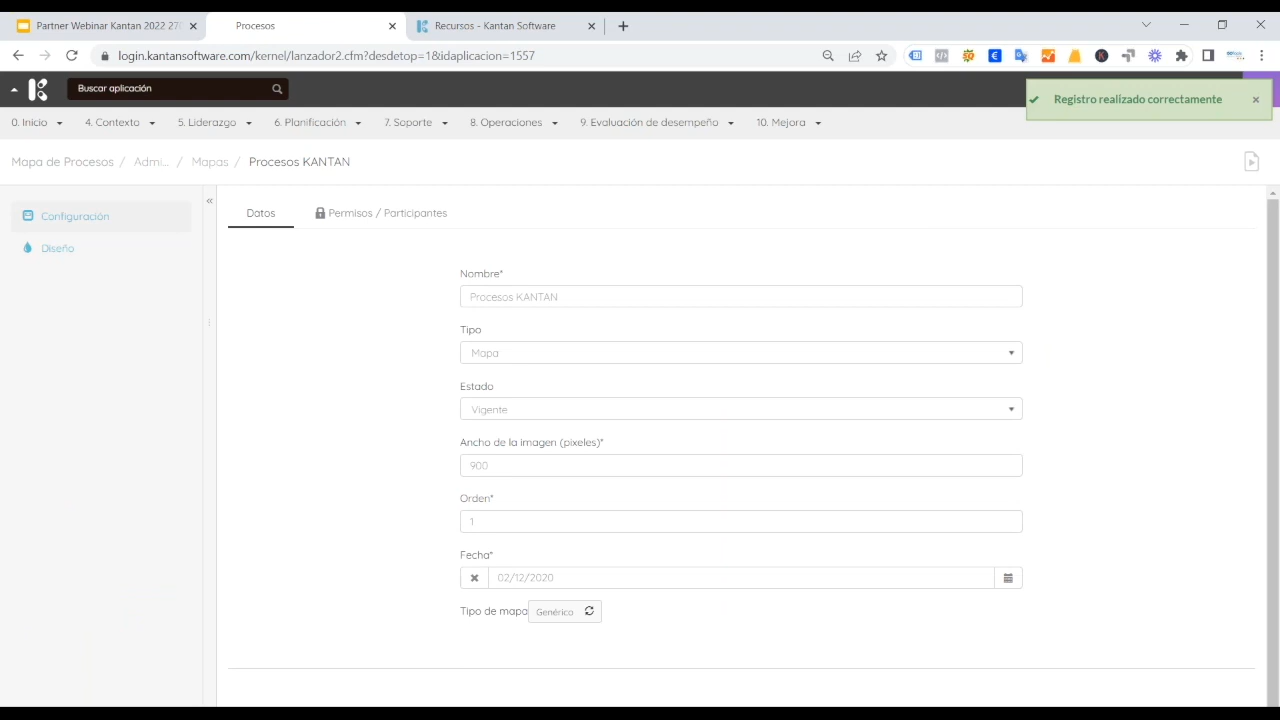 Partner Webinar Kantan 2022 27
Procesos
Recursos - Kantan Software
login.kantansoftware.com/kernel/lanzador2.cfm?desdetop=1&idaplicacion=1557
Buscar aplicación
Registro realizado correctamente
0. Inicio
4. Contexto
5. Liderazgo
6. Planificación
7. Soporte
8. Operaciones
9. Evaluación de desempeño
10. Mejora
Mapa de Procesos / Admi... / Mapas / Procesos KANTAN
Configuración
Diseño
Datos
Permisos / Participantes
Nombre*
Procesos KANTAN
Tipo
Mapa
Estado
Vigente
Ancho de la imagen (pixeles)*
900
Orden*
1
Fecha*
02/12/2020
Tipo de mapa Genérico